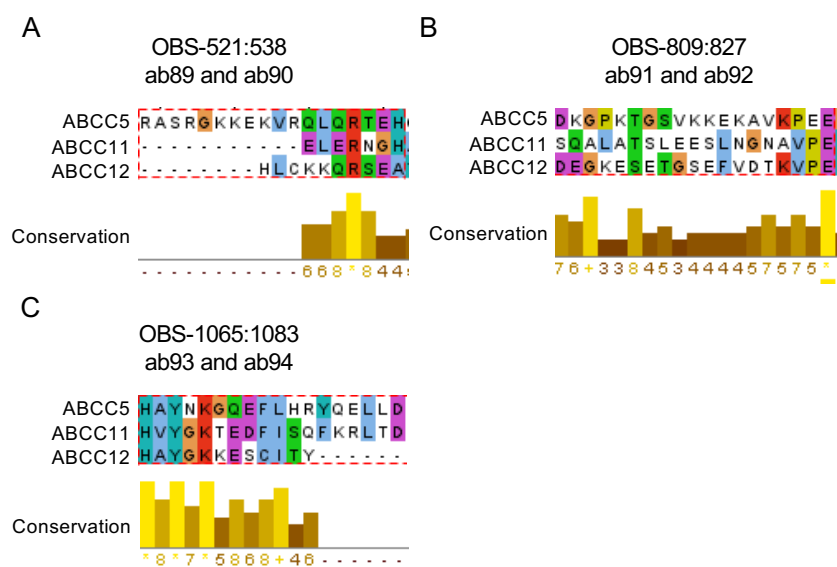 A
OBS-521:538
ab89 and ab90
ABCC5 RASRGKKEKVRQLQRTEH
ABCC11 -----------ELERNGH
ABCC12 --------HLCKKQRSEA
Conservation
-----------668*844
B
OBS-809:827
ab91 and ab92
ABCC5 DKGPKTGSVKKEKAVKPEE
ABCC11 SQALATSLEESLNGNAVPE
ABCC12 DEGKESETGSEFVDTKVPE
Conservation
76+338453444457575*
C
OBS-1065:1083
ab93 and ab94
ABCC5 HAYNKGQEFLHRYQELLD
ABCC11 HVYGKTEDFISQFKRLTD
ABCC12 HAYGKKESCITY------
Conservation
*8*7*5868+46------